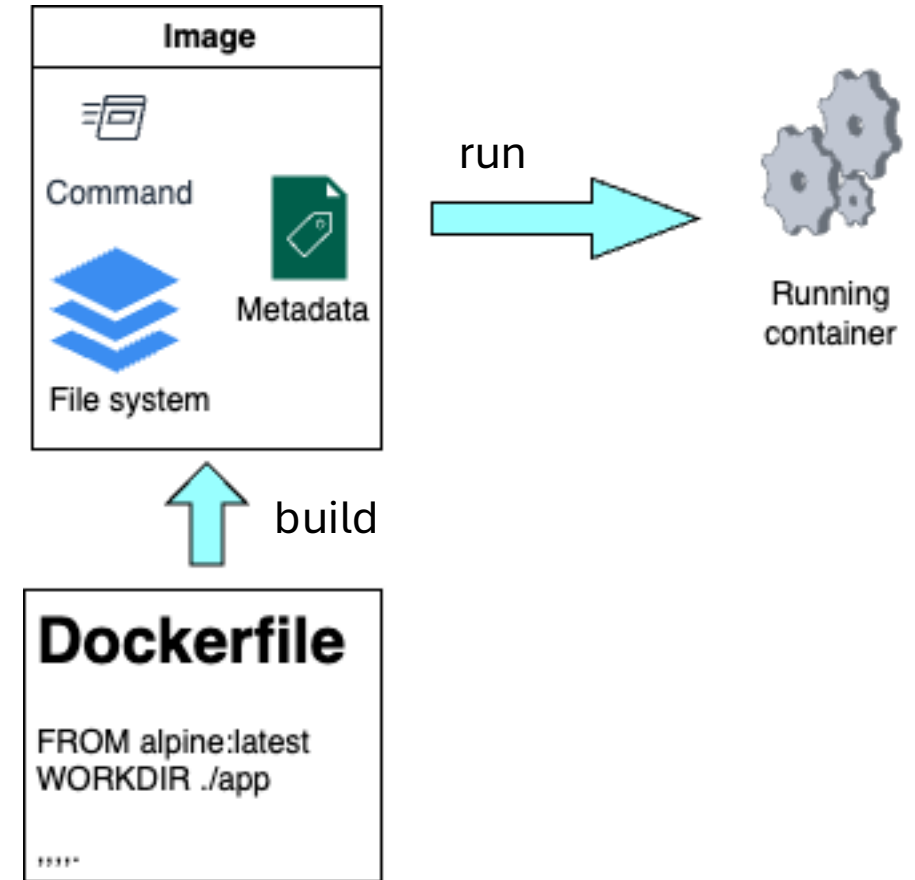 Image
Command
Metadata
File system
run
Running
container
build
Dockerfile
FROM alpine:latest
WORKDIR ./app
,,,,.